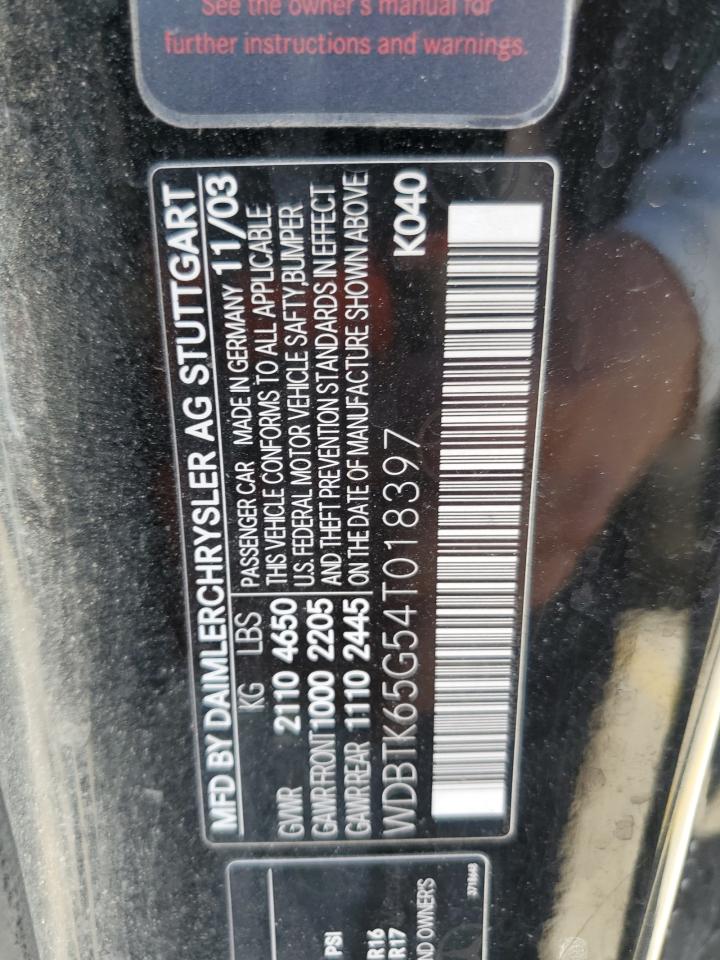 See the owner's manual for
further instructions and warnings.
MFD BY DAIMLERCHRYSLER AG STUTTGART
KG LBS PASSENGER CAR MADE IN GERMANY 11/03
GVWR 2110 4650 THIS VEHICLE CONFORMS TO ALL APPLICABLE
U.S. FEDERAL MOTOR VEHICLE SAFTY,BUMPER,
GAWR FRONT 1000 2205 AND THEFT PREVENTION STANDARDS IN EFFECT
GAWR REAR 1110 2445 ON THE DATE OF MANUFACTURE SHOWN ABOVE
WDBTK65G54T018397 K040
PSI
R16
R17
ND OWNER'S